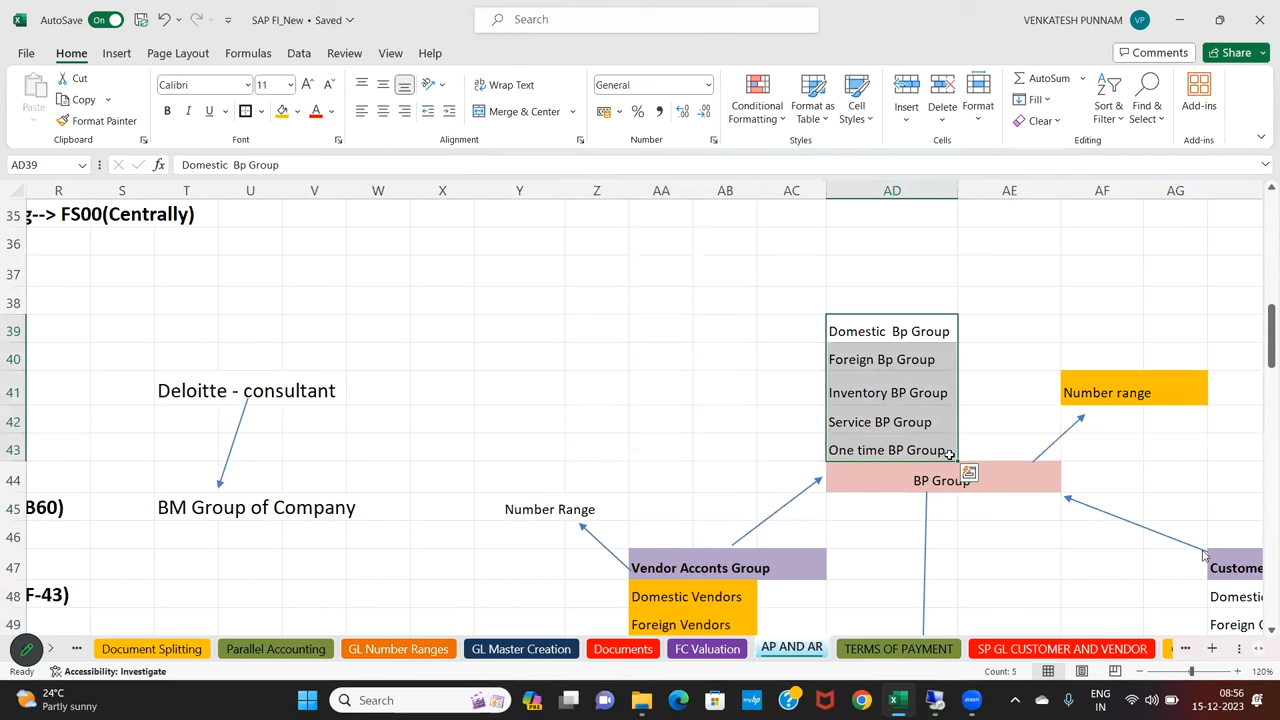 AutoSave On SAP FI_New • Saved Search VENKATESH PUNNAM VP
File Home Insert Page Layout Formulas Data Review View Help Comments Share
Paste Cut Copy Format Painter
Calibri 11
B I U A
Wrap Text
Merge & Center
General
Conditional Formatting Format as Table Cell Styles
Insert Delete Format
AutoSum Fill Clear
Sort & Filter Find & Select
Add-ins
Clipboard Font Alignment Number Styles Cells Editing Add-ins
AD39 fx Domestic  Bp Group
R S T U V W X Y Z AA AB AC AD AE AF AG
35 g--> FS00(Centrally)
36
37
38
39 Domestic  Bp Group
40 Foreign Bp Group
41 Deloitte - consultant Inventory BP Group Number range
42 Service BP Group
43 One time BP Group
44 BP Group
45 B60) BM Group of Company Number Range
46
47 Vendor Acconts Group Custome
48 F-43) Domestic Vendors Domesti
49 Foreign Vendors Foreign C
Document Splitting Parallel Accounting GL Number Ranges GL Master Creation Documents FC Valuation AP AND AR TERMS OF PAYMENT SP GL CUSTOMER AND VENDOR
Ready Accessibility: Investigate Count: 5 120%
24°C
Partly sunny
Search
ENG
IN
08:56
15-12-2023